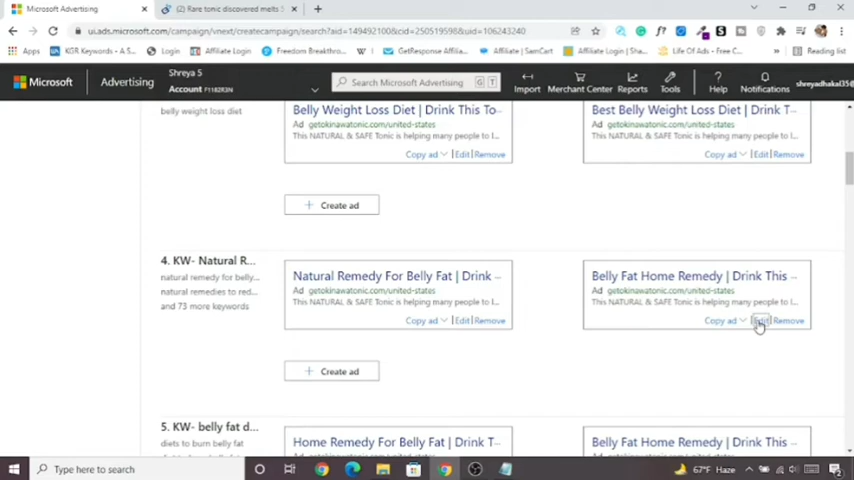 Microsoft Advertising
(2) Rare tonic discovered melts 5
ui.ads.microsoft.com/campaign/vnext/createcampaign/search?aid=149492100&cid=250519598&uid=106243240
Apps
KGR Keywords - A S...
Login
Affiliate Login
Freedom Breakthro...
GetResponse Affilia...
Affiliate | SamCart
Affiliate Login | Sha...
Life Of Ads - Free C...
Reading list
Microsoft
Advertising
Shreya 5
Account F118ZR3N
Search Microsoft Advertising
G T
Import
Merchant Center
Reports
Tools
Help
Notifications
shreyadhakal35@
belly weight loss diet
Belly Weight Loss Diet | Drink This To...
Ad getokinawatonic.com/united-states
This NATURAL & SAFE Tonic is helping many people to l...
Copy ad | Edit | Remove
Best Belly Weight Loss Diet | Drink T...
Ad getokinawatonic.com/united-states
This NATURAL & SAFE Tonic is helping many people to l...
Copy ad | Edit | Remove
+ Create ad
4. KW- Natural R...
natural remedy for belly...
natural remedies to red...
and 73 more keywords
Natural Remedy For Belly Fat | Drink ...
Ad getokinawatonic.com/united-states
This NATURAL & SAFE Tonic is helping many people to l...
Copy ad | Edit | Remove
Belly Fat Home Remedy | Drink This ...
Ad getokinawatonic.com/united-states
This NATURAL & SAFE Tonic is helping many people to l...
Copy ad | Edit | Remove
+ Create ad
5. KW- belly fat d...
diets to burn belly fat
Home Remedy For Belly Fat | Drink T...
Belly Fat Home Remedy | Drink This ...
Type here to search
67°F Haze
2